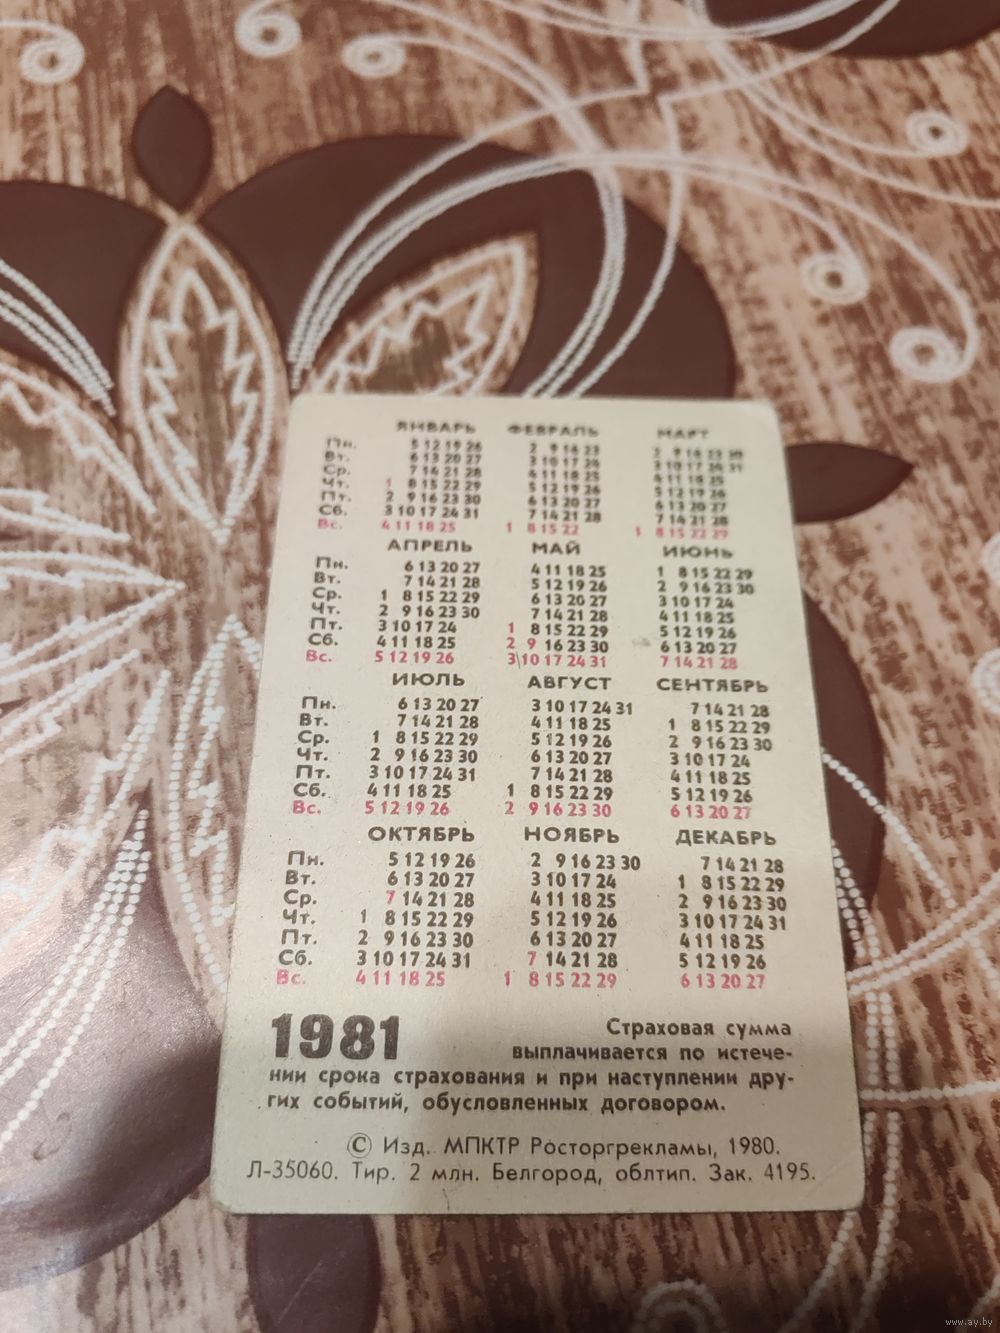 ЯНВАРЬ ФЕВРАЛЬ МАРТ
Пн. 5 12 19 26 2 9 16 23 2 9 16 23 30
Вт. 6 13 20 27 3 10 17 24 3 10 17 24 31
Ср. 7 14 21 28 4 11 18 25 4 11 18 25
Чт. 1 8 15 22 29 5 12 19 26 5 12 19 26
Пт. 2 9 16 23 30 6 13 20 27 6 13 20 27
Сб. 3 10 17 24 31 7 14 21 28 7 14 21 28
Вс. 4 11 18 25 1 8 15 22 1 8 15 22 29
АПРЕЛЬ МАЙ ИЮНЬ
Пн. 6 13 20 27 4 11 18 25 1 8 15 22 29
Вт. 7 14 21 28 5 12 19 26 2 9 16 23 30
Ср. 1 8 15 22 29 6 13 20 27 3 10 17 24
Чт. 2 9 16 23 30 7 14 21 28 4 11 18 25
Пт. 3 10 17 24 1 8 15 22 29 5 12 19 26
Сб. 4 11 18 25 2 9 16 23 30 6 13 20 27
Вс. 5 12 19 26 3 10 17 24 31 7 14 21 28
ИЮЛЬ АВГУСТ СЕНТЯБРЬ
Пн. 6 13 20 27 3 10 17 24 31 7 14 21 28
Вт. 7 14 21 28 4 11 18 25 1 8 15 22 29
Ср. 1 8 15 22 29 5 12 19 26 2 9 16 23 30
Чт. 2 9 16 23 30 6 13 20 27 3 10 17 24
Пт. 3 10 17 24 31 7 14 21 28 4 11 18 25
Сб. 4 11 18 25 1 8 15 22 29 5 12 19 26
Вс. 5 12 19 26 2 9 16 23 30 6 13 20 27
ОКТЯБРЬ НОЯБРЬ ДЕКАБРЬ
Пн. 5 12 19 26 2 9 16 23 30 7 14 21 28
Вт. 6 13 20 27 3 10 17 24 1 8 15 22 29
Ср. 7 14 21 28 4 11 18 25 2 9 16 23 30
Чт. 1 8 15 22 29 5 12 19 26 3 10 17 24 31
Пт. 2 9 16 23 30 6 13 20 27 4 11 18 25
Сб. 3 10 17 24 31 7 14 21 28 5 12 19 26
Вс. 4 11 18 25 1 8 15 22 29 6 13 20 27
1981 Страховая сумма
выплачивается по истече-
нии срока страхования и при наступлении дру-
гих событий, обусловленных договором.
© Изд. МПКТР Росторгрекламы, 1980.
Л-35060. Тир. 2 млн. Белгород, облтип. Зак. 4195.
www.ay.by